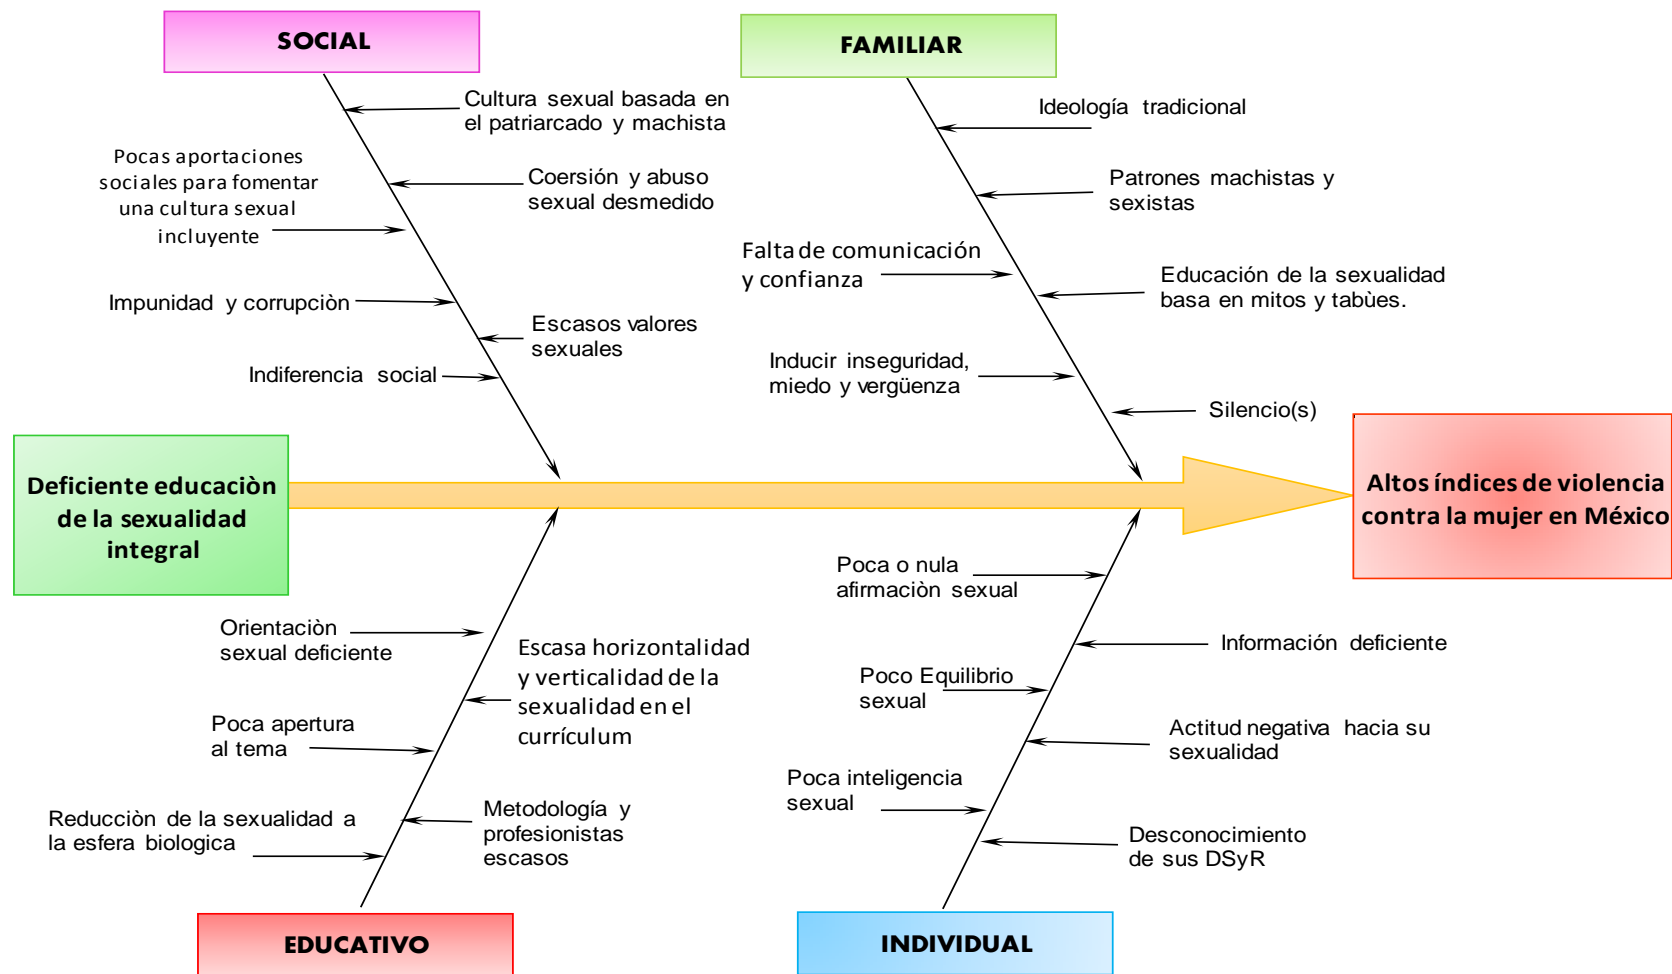 SOCIAL
Cultura sexual basada en
el patriarcado y machista
Pocas aportaciones
sociales para fomentar
una cultura sexual
incluyente
Coersión y abuso
sexual desmedido
Impunidad y corrupciòn
Escasos valores
sexuales
Indiferencia social
FAMILIAR
Ideología tradicional
Patrones machistas y
sexistas
Falta de comunicación
y confianza
Educación de la sexualidad
basa en mitos y tabùes.
Inducir inseguridad,
miedo y vergüenza
Silencio(s)
Deficiente educaciòn
de la sexualidad
integral
Altos índices de violencia
contra la mujer en México
Orientaciòn
sexual deficiente
Escasa horizontalidad
y verticalidad de la
sexualidad en el
currículum
Poca apertura
al tema
Metodología y
profesionistas
escasos
Reducciòn de la sexualidad a
la esfera biologica
EDUCATIVO
Poca o nula
afirmaciòn sexual
Información deficiente
Poco Equilibrio
sexual
Actitud negativa hacia su
sexualidad
Poca inteligencia
sexual
Desconocimiento
de sus DSyR
INDIVIDUAL